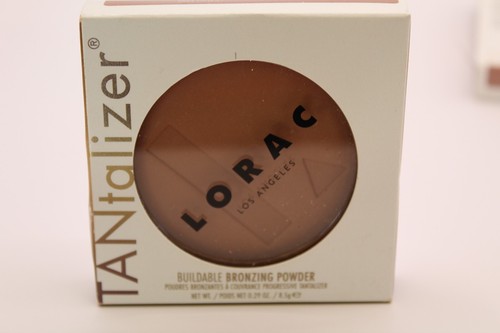 TANtalizer®
LORAC
LOS ANGELES
BUILDABLE BRONZING POWDER
POUDRES BRONZANTES À COUVRANCE PROGRESSIVE TANTALIZER
NET WT. / POIDS NET 0.29 OZ. / 8.5g ℮